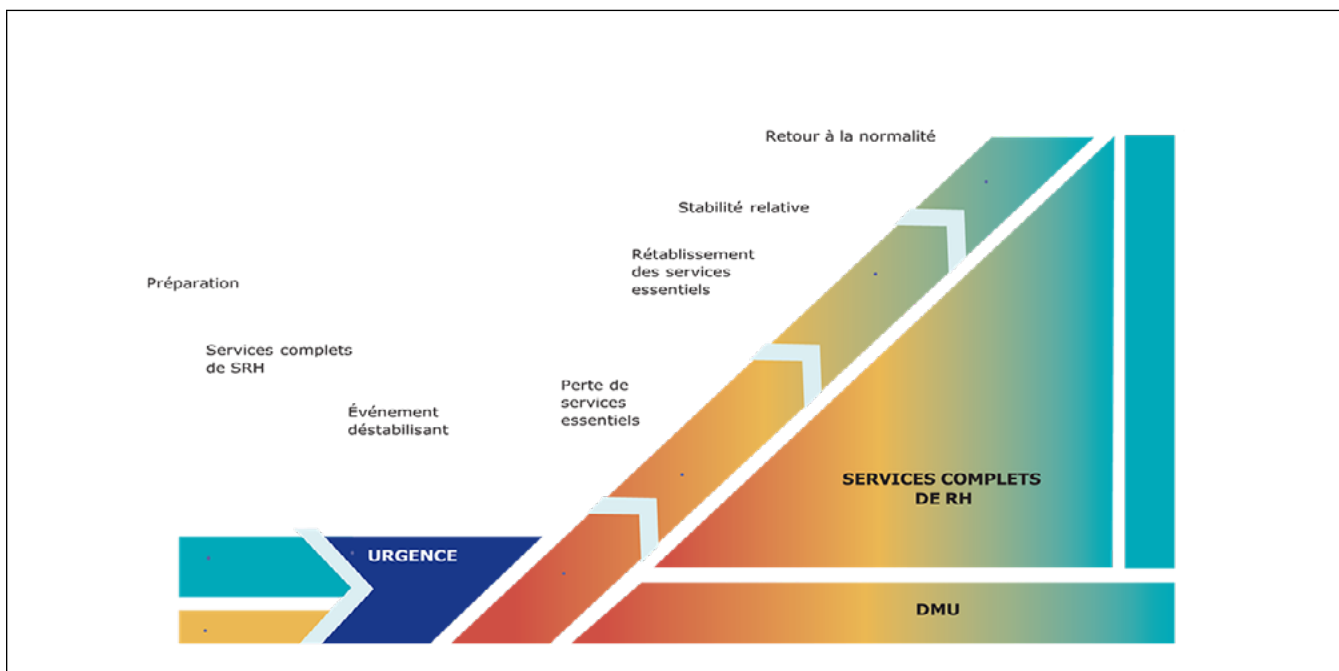 Retour à la normalité
Stabilité relative
Rétablissement
des services
essentiels
Préparation
Services complets
de SRH
Événement
déstabilisant
Perte de
services
essentiels
SERVICES COMPLETS
DE RH
URGENCE
DMU